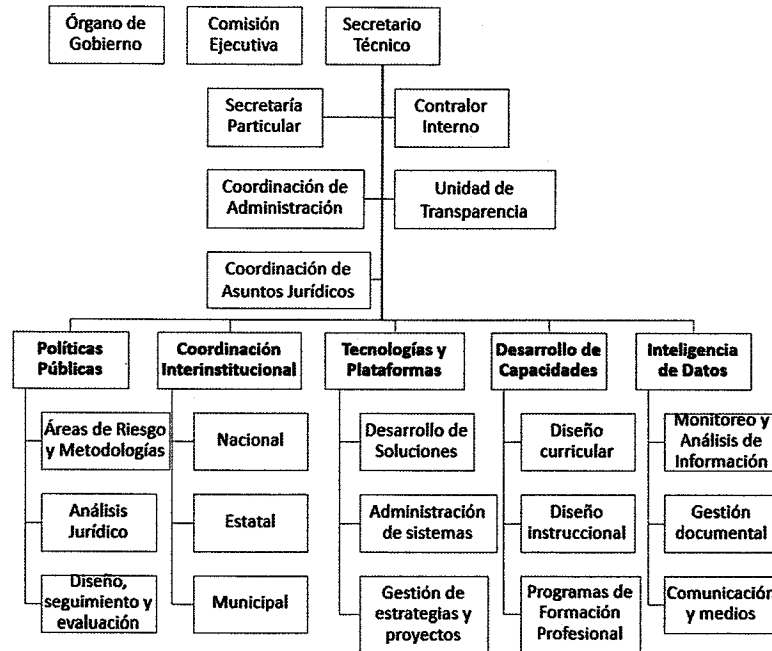 Órgano de
Gobierno
Comisión
Ejecutiva
Secretario
Técnico
Secretaría
Particular
Contralor
Interno
Coordinación de
Administración
Unidad de
Transparencia
Coordinación de
Asuntos Jurídicos
Políticas
Públicas
Coordinación
Interinstitucional
Tecnologías y
Plataformas
Desarrollo de
Capacidades
Inteligencia
de Datos
Áreas de Riesgo
y Metodologías
Nacional
Desarrollo de
Soluciones
Diseño
curricular
Monitoreo y
Análisis de
Información
Análisis
Jurídico
Estatal
Administración
de sistemas
Diseño
instruccional
Gestión
documental
Diseño,
seguimiento y
evaluación
Municipal
Gestión de
estrategias y
proyectos
Programas de
Formación
Profesional
Comunicación
y medios